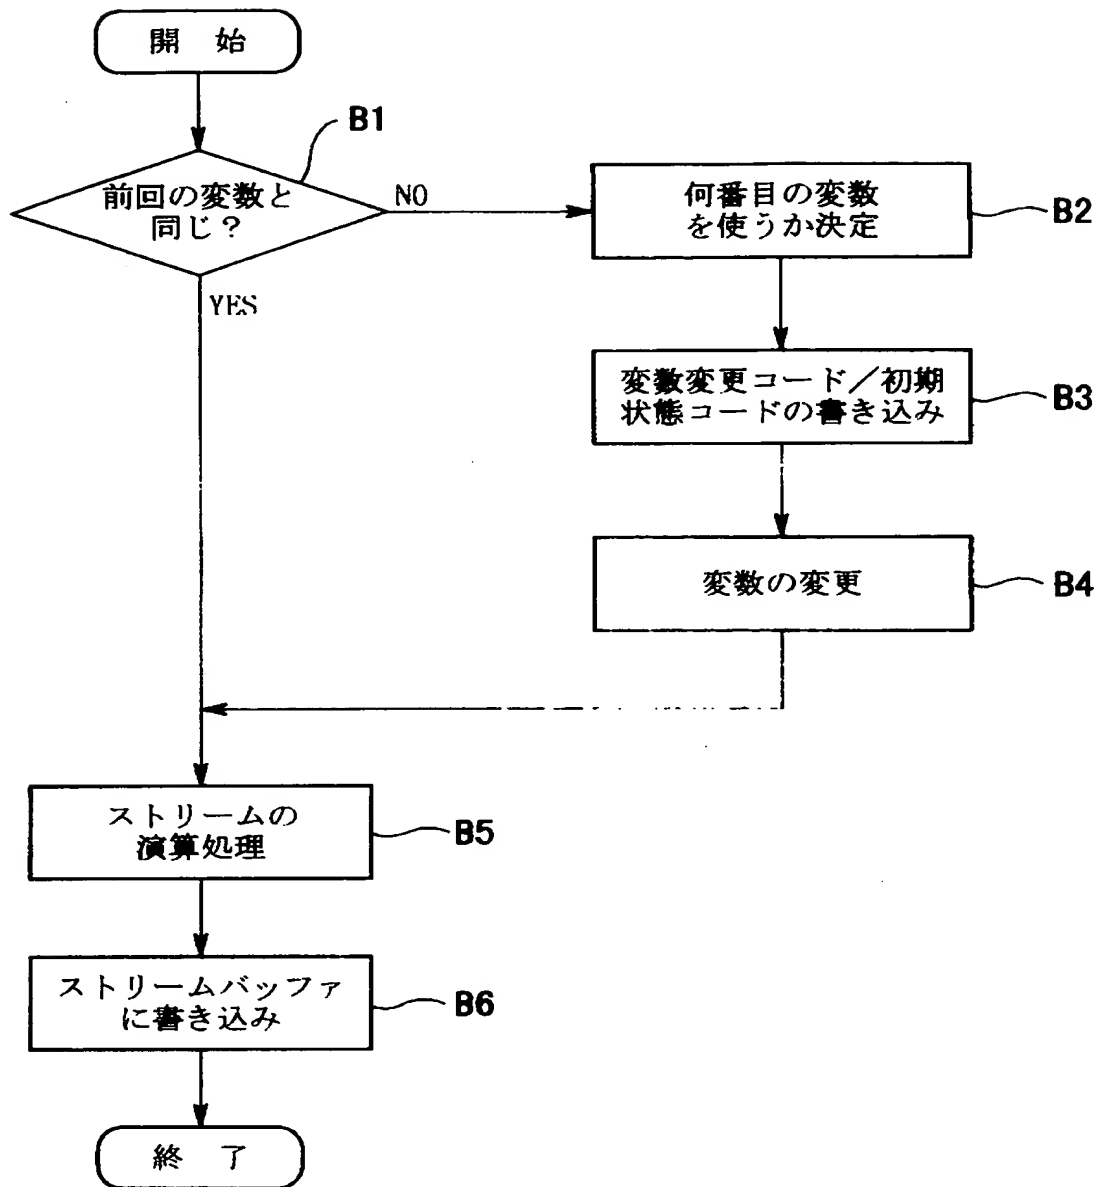 開 始
B1
前回の変数と
同じ?
NO
YES
何番目の変数
を使うか決定
B2
変数変更コード/初期
状態コードの書き込み
B3
変数の変更
B4
ストリームの
演算処理
B5
ストリームバッファ
に書き込み
B6
終 了